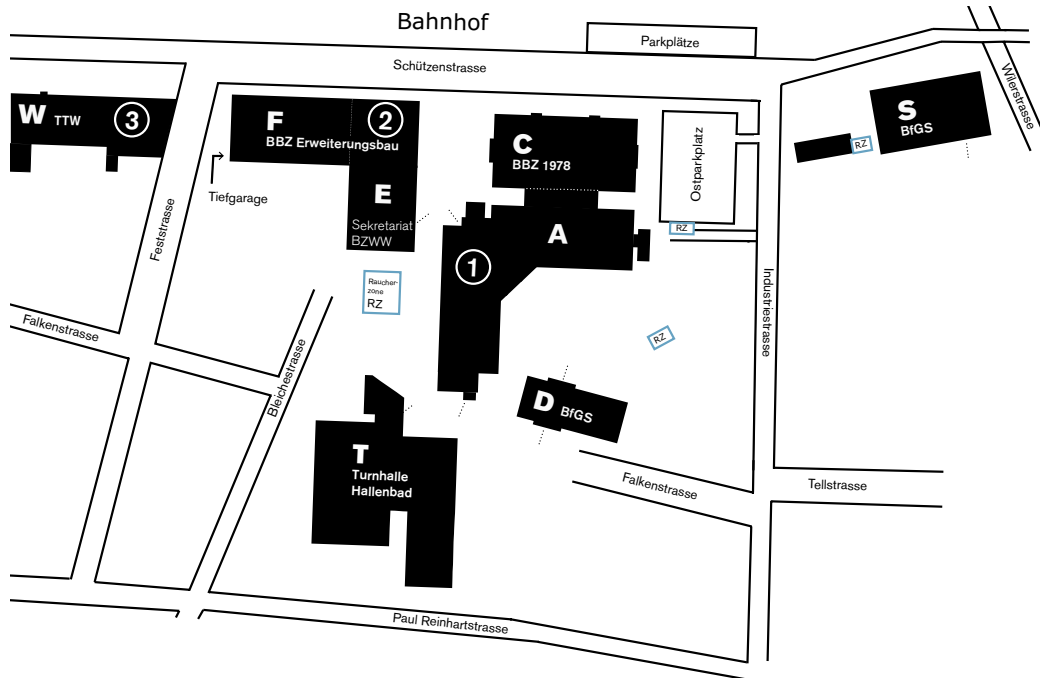 Bahnhof
Parkplätze
Schützenstrasse
Wilerstrasse
W TTW
3
F
BBZ Erweiterungsbau
2
C
BBZ 1978
Ostparkplatz
S
BfGS
RZ
Tiefgarage
E
Sekretariat
BZWW
A
RZ
1
Feststrasse
Raucher-
zone
RZ
Industriestrasse
RZ
Falkenstrasse
Bleichestrasse
D BfGS
T
Turnhalle
Hallenbad
Falkenstrasse
Tellstrasse
Paul Reinhartstrasse